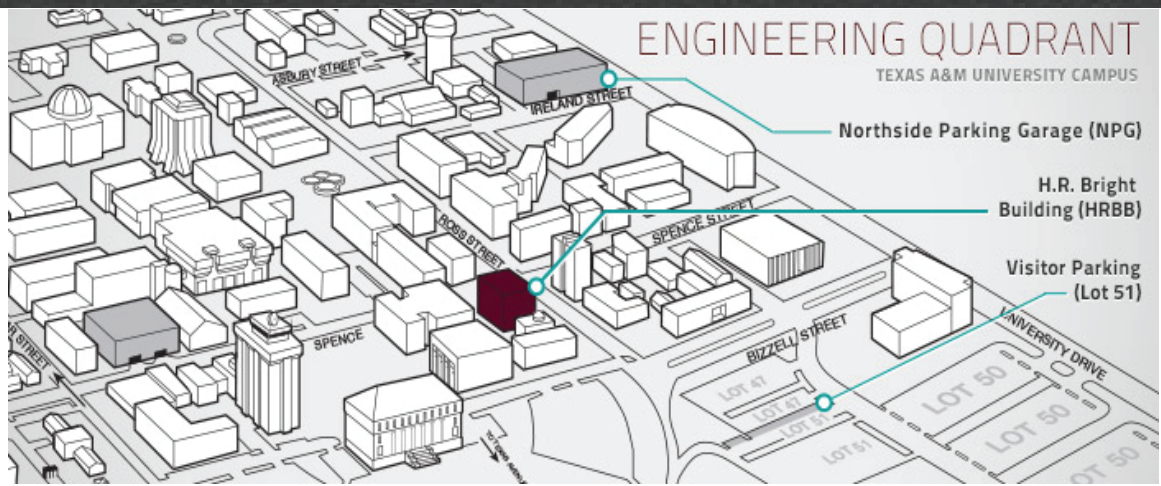 ENGINEERING QUADRANT
TEXAS A&M UNIVERSITY CAMPUS
ASBURY STREET
IRELAND STREET
Northside Parking Garage (NPG)
H.R. Bright
Building (HRBB)
ROSS STREET
SPENCE STREET
Visitor Parking
(Lot 51)
UNIVERSITY DRIVE
BIZZELL STREET
SPENCE
STREET
LOT 47
LOT 47
LOT 51
LOT 51
LOT 50
LOT 50
LOT 50